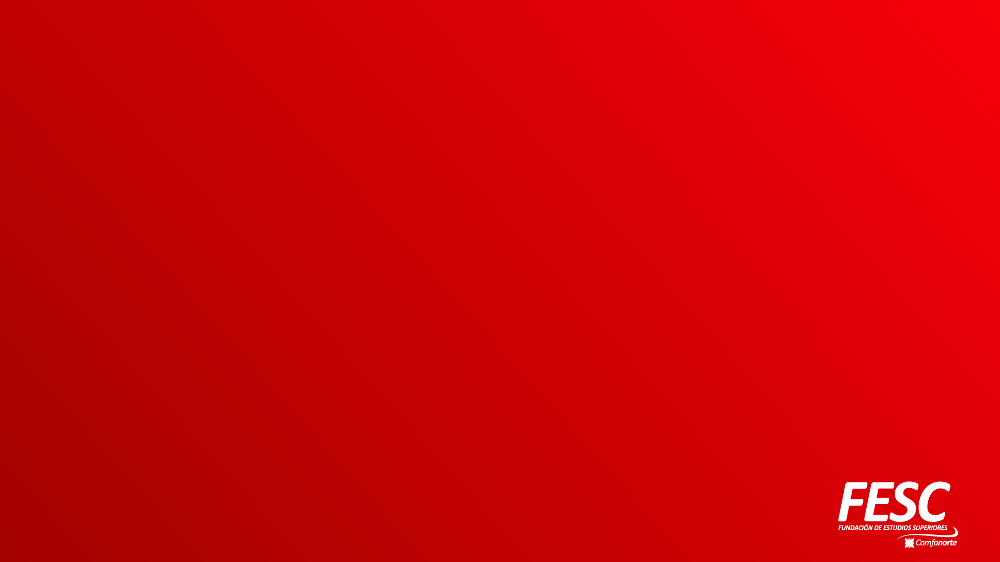 FESC
FUNDACIÓN DE ESTUDIOS SUPERIORES
Comfanorte